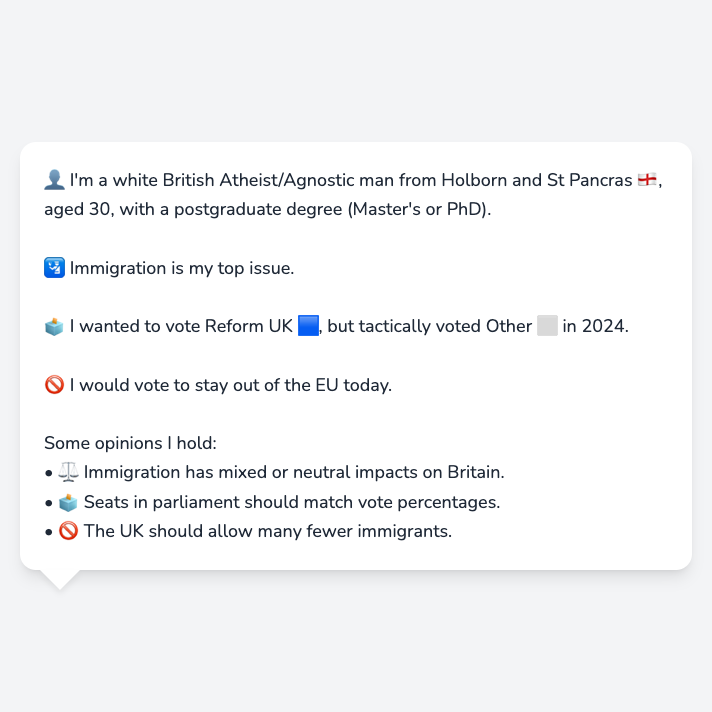 👤 I'm a white British Atheist/Agnostic man from Holborn and St Pancras 🏴󠁧󠁢󠁥󠁮󠁧󠁿,
aged 30, with a postgraduate degree (Master's or PhD).
🛂 Immigration is my top issue.
🗳️ I wanted to vote Reform UK 🟦, but tactically voted Other ⬜ in 2024.
🚫 I would vote to stay out of the EU today.
Some opinions I hold:
• ⚖️ Immigration has mixed or neutral impacts on Britain.
• 🗳️ Seats in parliament should match vote percentages.
• 🚫 The UK should allow many fewer immigrants.